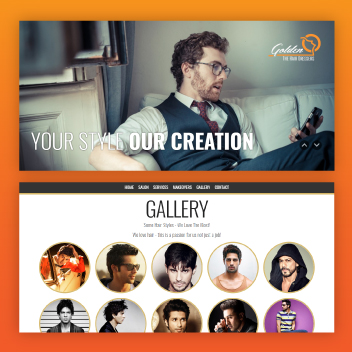 Golden
THE HAIR DRESSERS
YOUR STYLE OUR CREATION
HOME SALON SERVICES MAKEOVERS GALLERY CONTACT
GALLERY
Some Hair Styles - We Love The Best!
We love hair - this is a passion for us not just a job!